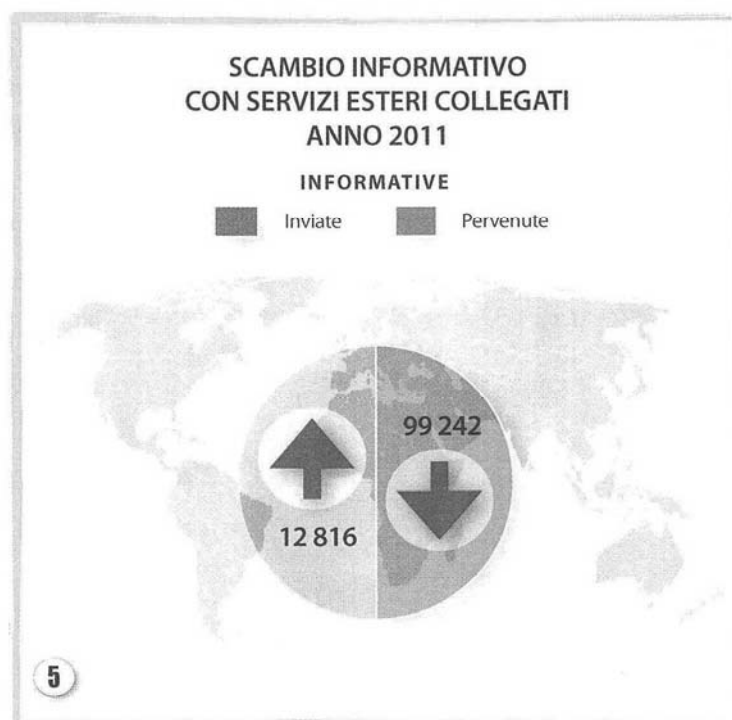 SCAMBIO INFORMATIVO
CON SERVIZI ESTERI COLLEGATI
ANNO 2011
INFORMATIVE
Inviate Pervenute
99 242
12 816
5